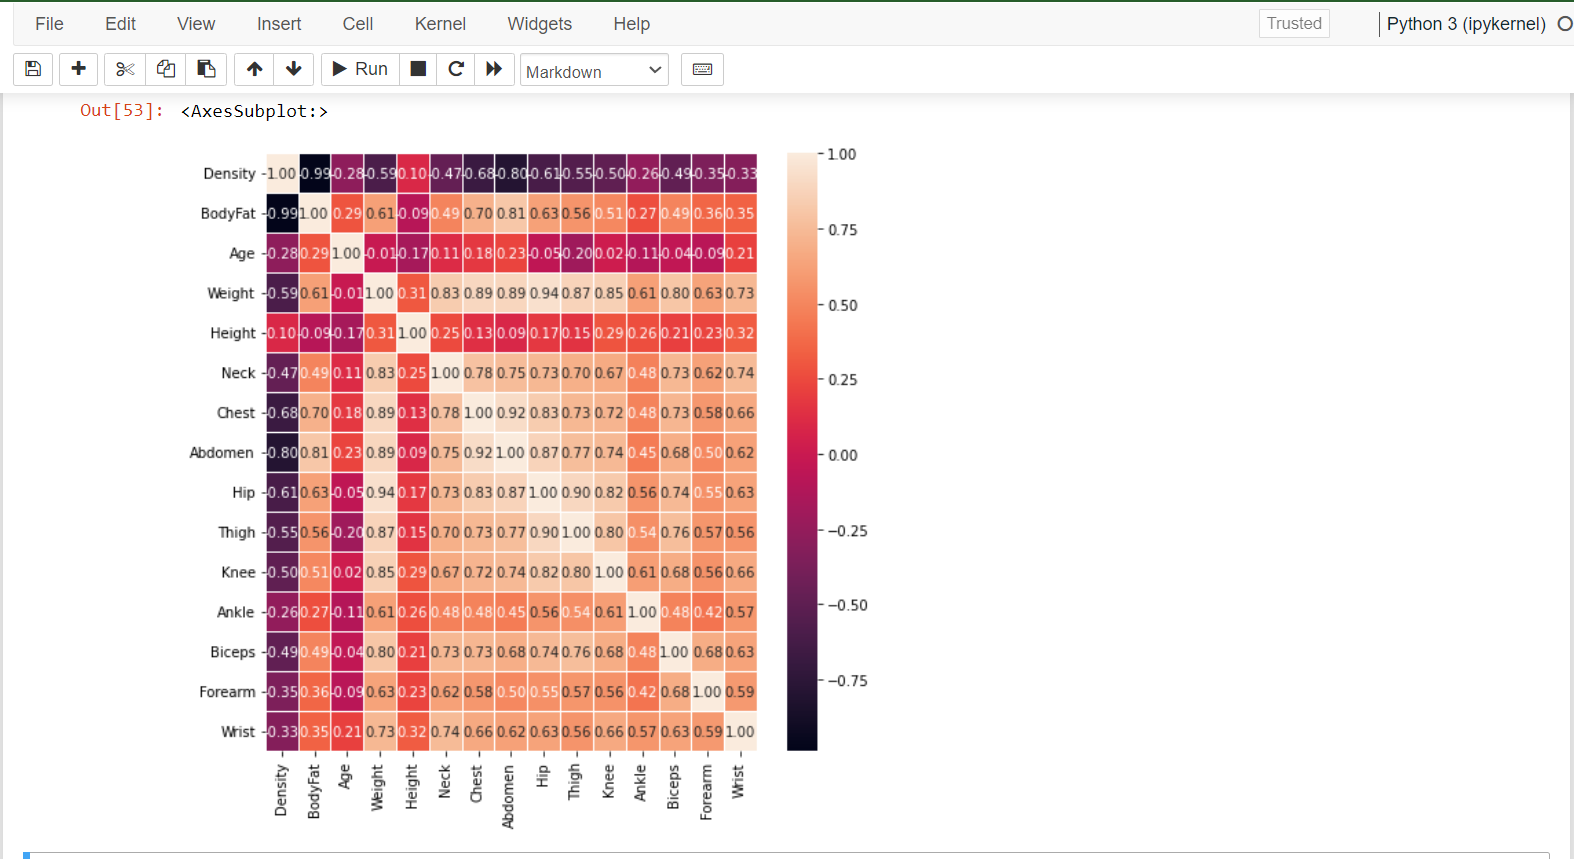 File Edit View Insert Cell Kernel Widgets Help Trusted Python 3 (ipykernel)
Run Markdown
Out[53]: <AxesSubplot:>
1.00
Density 1.00 -0.99 -0.28 -0.59 0.10 -0.47 -0.68 -0.80 -0.61 -0.55 -0.50 -0.26 -0.49 -0.35 -0.33
BodyFat -0.99 1.00 0.29 0.61 -0.09 0.49 0.70 0.81 0.63 0.56 0.51 0.27 0.49 0.36 0.35
0.75
Age -0.28 0.29 1.00 -0.01 -0.17 0.11 0.18 0.23 -0.05 -0.20 0.02 -0.11 -0.04 -0.09 0.21
Weight -0.59 0.61 -0.01 1.00 0.31 0.83 0.89 0.89 0.94 0.87 0.85 0.61 0.80 0.63 0.73
0.50
Height 0.10 -0.09 -0.17 0.31 1.00 0.25 0.13 0.09 0.17 0.15 0.29 0.26 0.21 0.23 0.32
Neck -0.47 0.49 0.11 0.83 0.25 1.00 0.78 0.75 0.73 0.70 0.67 0.48 0.73 0.62 0.74
0.25
Chest -0.68 0.70 0.18 0.89 0.13 0.78 1.00 0.92 0.83 0.73 0.72 0.48 0.73 0.58 0.66
Abdomen -0.80 0.81 0.23 0.89 0.09 0.75 0.92 1.00 0.87 0.77 0.74 0.45 0.68 0.50 0.62
0.00
Hip -0.61 0.63 -0.05 0.94 0.17 0.73 0.83 0.87 1.00 0.90 0.82 0.56 0.74 0.55 0.63
Thigh -0.55 0.56 -0.20 0.87 0.15 0.70 0.73 0.77 0.90 1.00 0.80 0.54 0.76 0.57 0.56
−0.25
Knee -0.50 0.51 0.02 0.85 0.29 0.67 0.72 0.74 0.82 0.80 1.00 0.61 0.68 0.56 0.66
−0.50
Ankle -0.26 0.27 -0.11 0.61 0.26 0.48 0.48 0.45 0.56 0.54 0.61 1.00 0.48 0.42 0.57
Biceps -0.49 0.49 -0.04 0.80 0.21 0.73 0.73 0.68 0.74 0.76 0.68 0.48 1.00 0.68 0.63
−0.75
Forearm -0.35 0.36 -0.09 0.63 0.23 0.62 0.58 0.50 0.55 0.57 0.56 0.42 0.68 1.00 0.59
Wrist -0.33 0.35 0.21 0.73 0.32 0.74 0.66 0.62 0.63 0.56 0.66 0.57 0.63 0.59 1.00
Density BodyFat Age Weight Height Neck Chest Abdomen Hip Thigh Knee Ankle Biceps Forearm Wrist